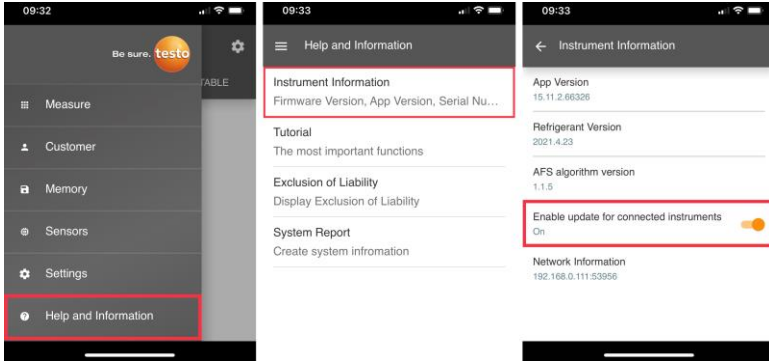 09:32
Be sure. testo
TABLE
Measure
Customer
Memory
Sensors
Settings
Help and Information
09:33
Help and Information
Instrument Information
Firmware Version, App Version, Serial Nu...
Tutorial
The most important functions
Exclusion of Liability
Display Exclusion of Liability
System Report
Create system infromation
09:33
Instrument Information
App Version
15.11.2.66326
Refrigerant Version
2021.4.23
AFS algorithm version
1.1.5
Enable update for connected instruments
On
Network Information
192.168.0.111:53956